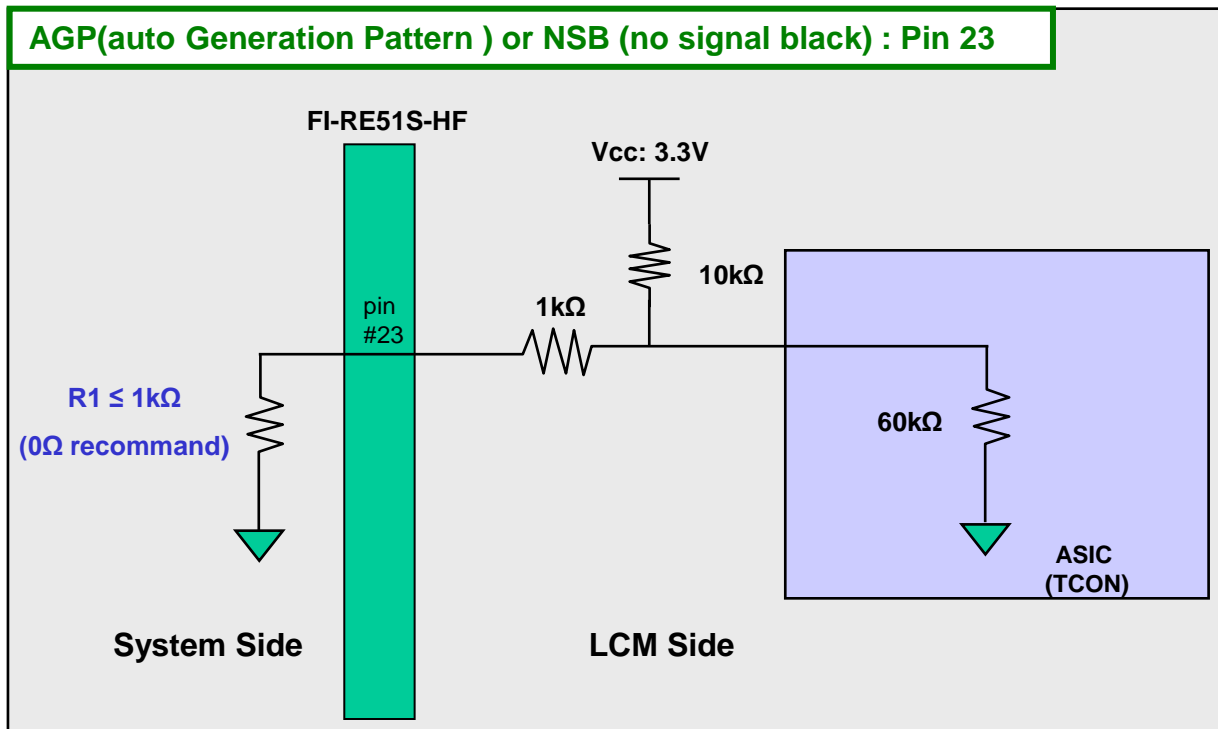 AGP(auto Generation Pattern ) or NSB (no signal black) : Pin 23
FI-RE51S-HF
Vcc: 3.3V
10kΩ
1kΩ
pin
#23
R1 ≤ 1kΩ
(0Ω recommand)
60kΩ
ASIC
(TCON)
System Side
LCM Side